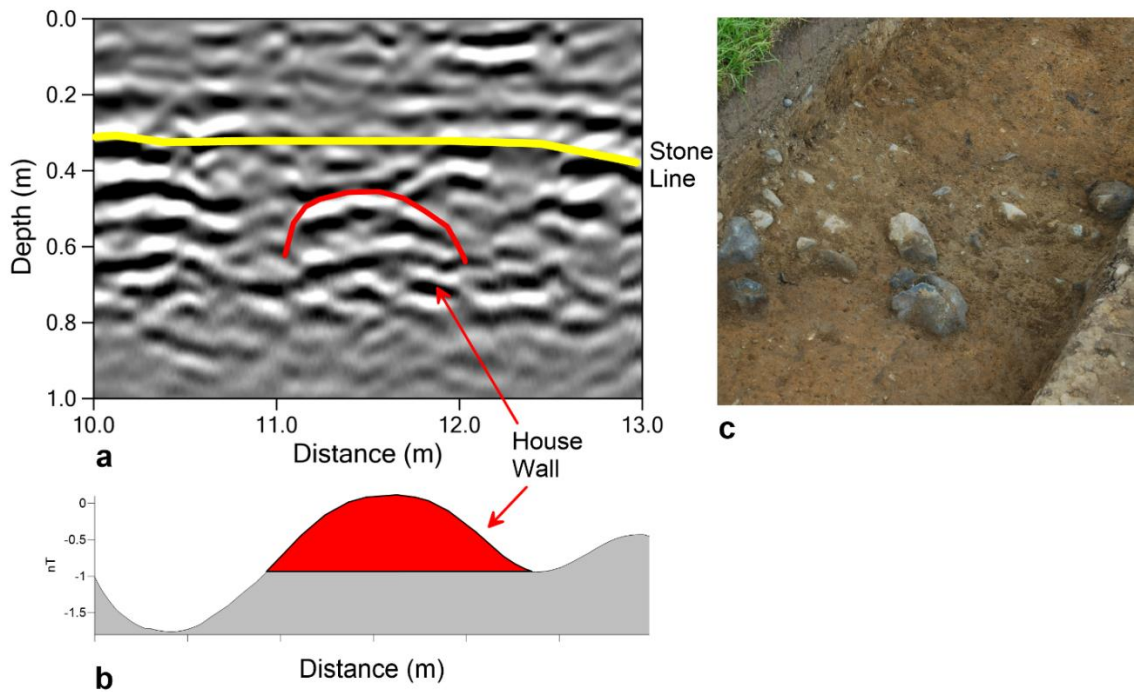 0.0
0.2
0.4
0.6
0.8
1.0
Depth (m)
10.0 11.0 12.0 13.0
Distance (m)
a
Stone
Line
House
Wall
c
0
-0.5
-1
-1.5
nT
Distance (m)
b